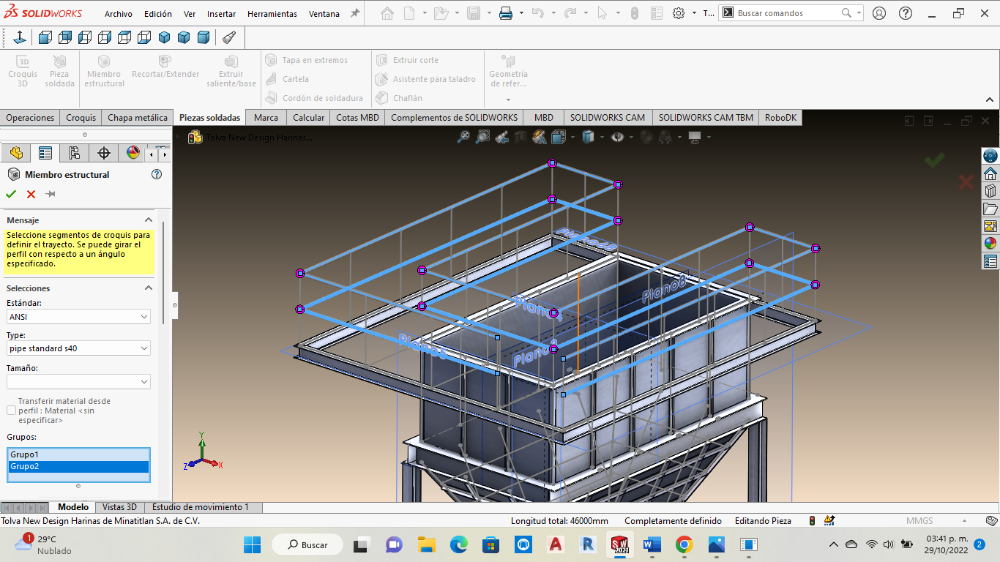 SOLIDWORKS
Archivo Edición Ver Insertar Herramientas Ventana
T...
Buscar comandos
Croquis 3D
Pieza soldada
Miembro estructural
Recortar/Extender
Extruir saliente/base
Tapa en extremos
Cartela
Cordón de soldadura
Extruir corte
Asistente para taladro
Chaflán
Geometría de refer...
Operaciones Croquis Chapa metálica Piezas soldadas Marca Calcular Cotas MBD Complementos de SOLIDWORKS MBD SOLIDWORKS CAM SOLIDWORKS CAM TBM RoboDK
Tolva New Design Harinas...
Miembro estructural
Mensaje
Seleccione segmentos de croquis para
definir el trayecto. Se puede girar el
perfil con respecto a un ángulo
especificado.
Selecciones
Estándar:
ANSI
Tipo:
pipe standard s40
Tamaño:
Transferir material desde
perfil : Material <sin
especificar>
Grupos:
Grupo1
Grupo2
Plano8
Y
Z
X
Modelo Vistas 3D Estudio de movimiento 1
Tolva New Design Harinas de Minatitlan S.A. de C.V.
Longitud total: 46000mm Completamente definido Editando Pieza MMGS
1
29°C
Nublado
Buscar
SW
2021
03:41 p. m.
29/10/2022
2